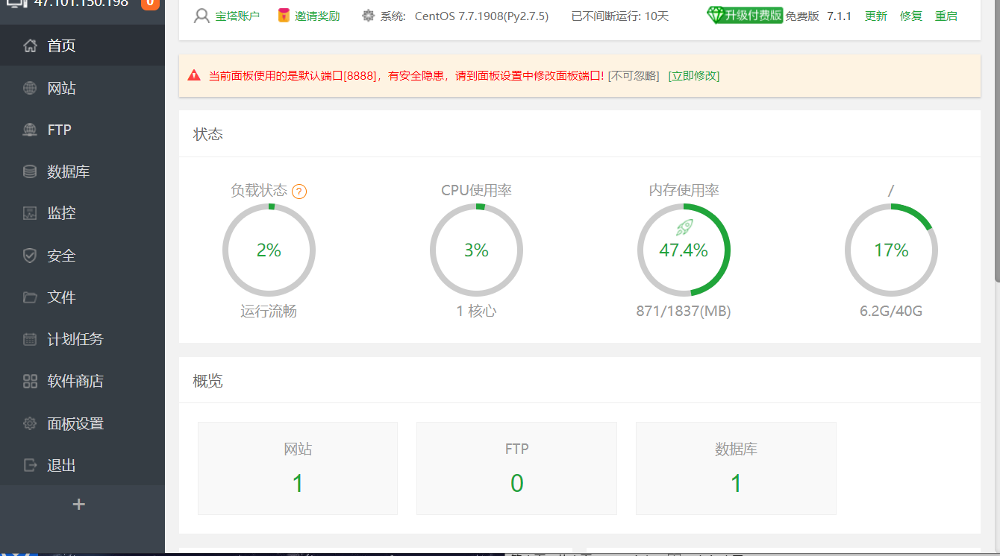 47.101.150.198 0
首页
网站
FTP
数据库
监控
安全
文件
计划任务
软件商店
面板设置
退出
+
宝塔账户 邀请奖励 系统: CentOS 7.7.1908(Py2.7.5) 已不间断运行: 10天 升级付费版 免费版 7.1.1 更新 修复 重启
当前面板使用的是默认端口[8888]，有安全隐患，请到面板设置中修改面板端口! [不可忽略] [立即修改]
状态
负载状态 ? CPU使用率 内存使用率 /
2% 3% 47.4% 17%
运行流畅 1 核心 871/1837(MB) 6.2G/40G
概览
网站 FTP 数据库
1 0 1